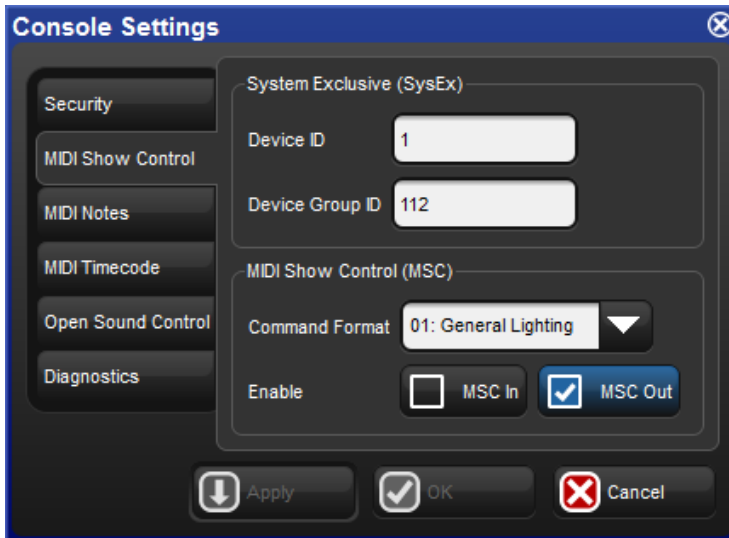 Console Settings
Security
MIDI Show Control
MIDI Notes
MIDI Timecode
Open Sound Control
Diagnostics
System Exclusive (SysEx)
Device ID 1
Device Group ID 112
MIDI Show Control (MSC)
Command Format 01: General Lighting
Enable MSC In MSC Out
Apply OK Cancel